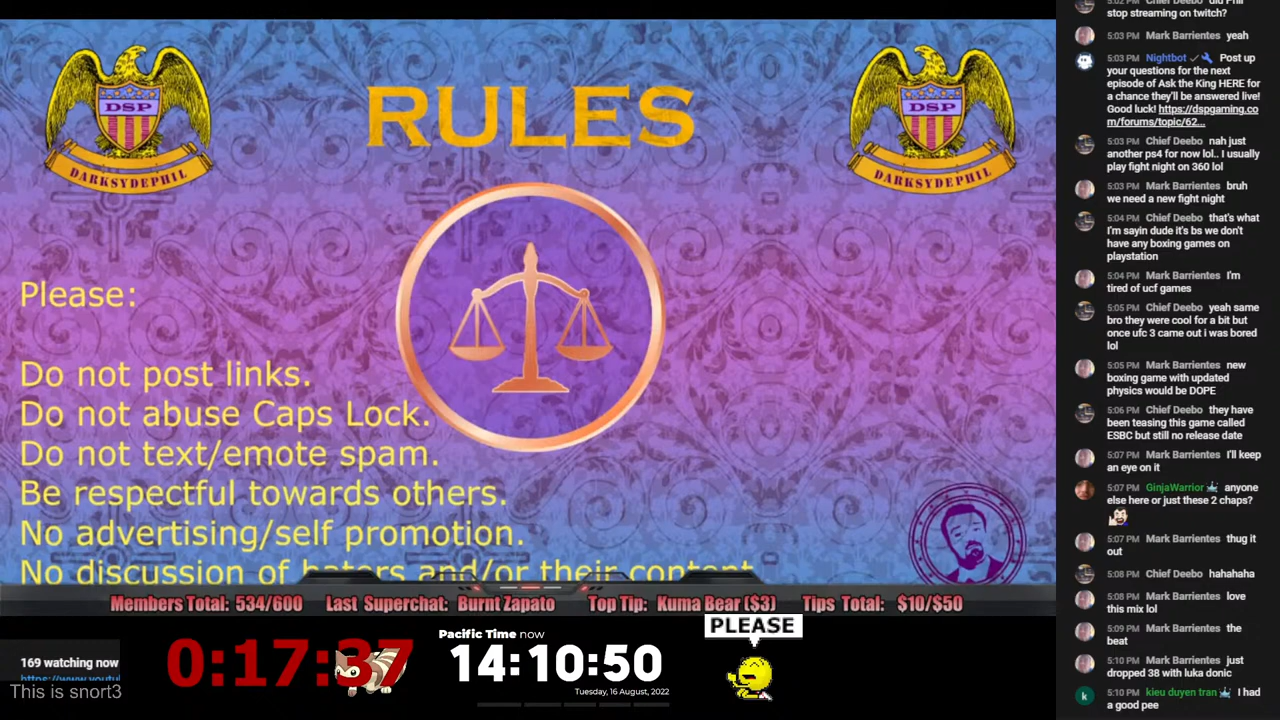 DSP
DARKSYDEPHIL
RULES
DSP
DARKSYDEPHIL
Please:
Do not post links.
Do not abuse Caps Lock.
Do not text/emote spam.
Be respectful towards others.
No advertising/self promotion.
No discussion of haters and/or their content
Members Total: 534/600 Last Superchat: Burnt Zapato Top Tip: Kuma Bear ($3) Tips Total: $10/$50
169 watching now
This is snort3
0:17:37
Pacific Time now
14:10:50
Tuesday, 16 August, 2022
PLEASE
stop streaming on twitch?
5:03 PM Mark Barrientes yeah
5:03 PM Nightbot Post up
your questions for the next
episode of Ask the King HERE for
a chance they'll be answered live!
Good luck! https://dspgaming.co
m/forums/topic/62...
5:03 PM Chief Deebo nah just
another ps4 for now lol.. I usually
play fight night on 360 lol
5:03 PM Mark Barrientes bruh
we need a new fight night
5:04 PM Chief Deebo that's what
I'm sayin dude it's bs we don't
have any boxing games on
playstation
5:04 PM Mark Barrientes I'm
tired of ucf games
5:05 PM Chief Deebo yeah same
bro they were cool for a bit but
once ufc 3 came out i was bored
lol
5:05 PM Mark Barrientes new
boxing game with updated
physics would be DOPE
5:06 PM Chief Deebo they have
been teasing this game called
ESBC but still no release date
5:07 PM Mark Barrientes I'll keep
an eye on it
5:07 PM GinjaWarrior anyone
else here or just these 2 chaps?
5:07 PM Mark Barrientes thug it
out
5:08 PM Chief Deebo hahahaha
5:08 PM Mark Barrientes love
this mix lol
5:09 PM Mark Barrientes the
beat
5:10 PM Mark Barrientes just
dropped 38 with luka donic
k
5:10 PM kieu duyen tran I had
a good pee